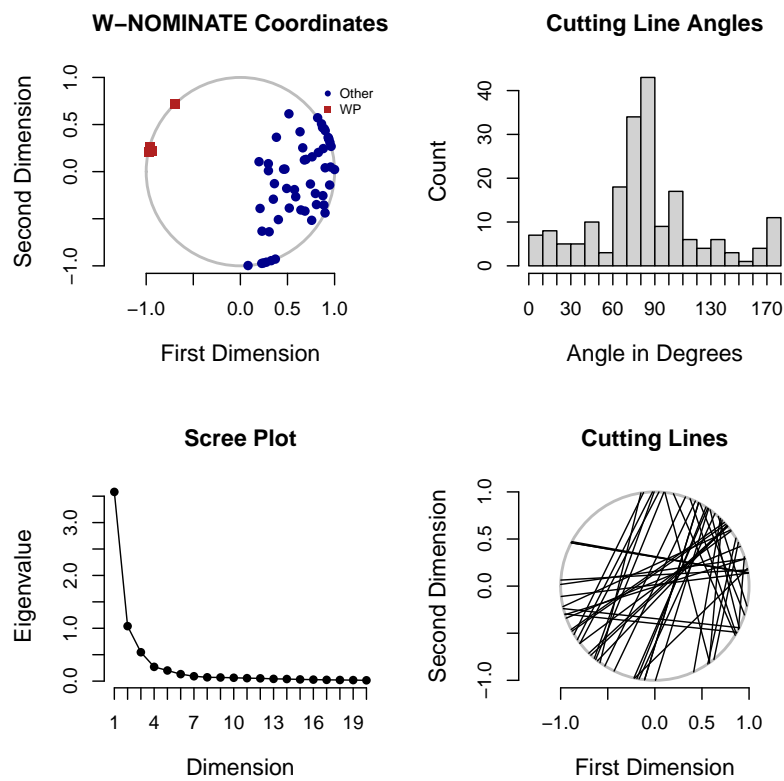 W−NOMINATE Coordinates
Second Dimension
1.0
0.5
0.0
−1.0
Other
WP
−1.0 0.0 0.5 1.0
First Dimension
Cutting Line Angles
Count
40
30
20
10
0
0 30 60 90 130 170
Angle in Degrees
Scree Plot
Eigenvalue
3.0
2.0
1.0
0.0
1 4 7 10 13 16 19
Dimension
Cutting Lines
Second Dimension
1.0
0.5
0.0
−1.0
−1.0 0.0 0.5 1.0
First Dimension